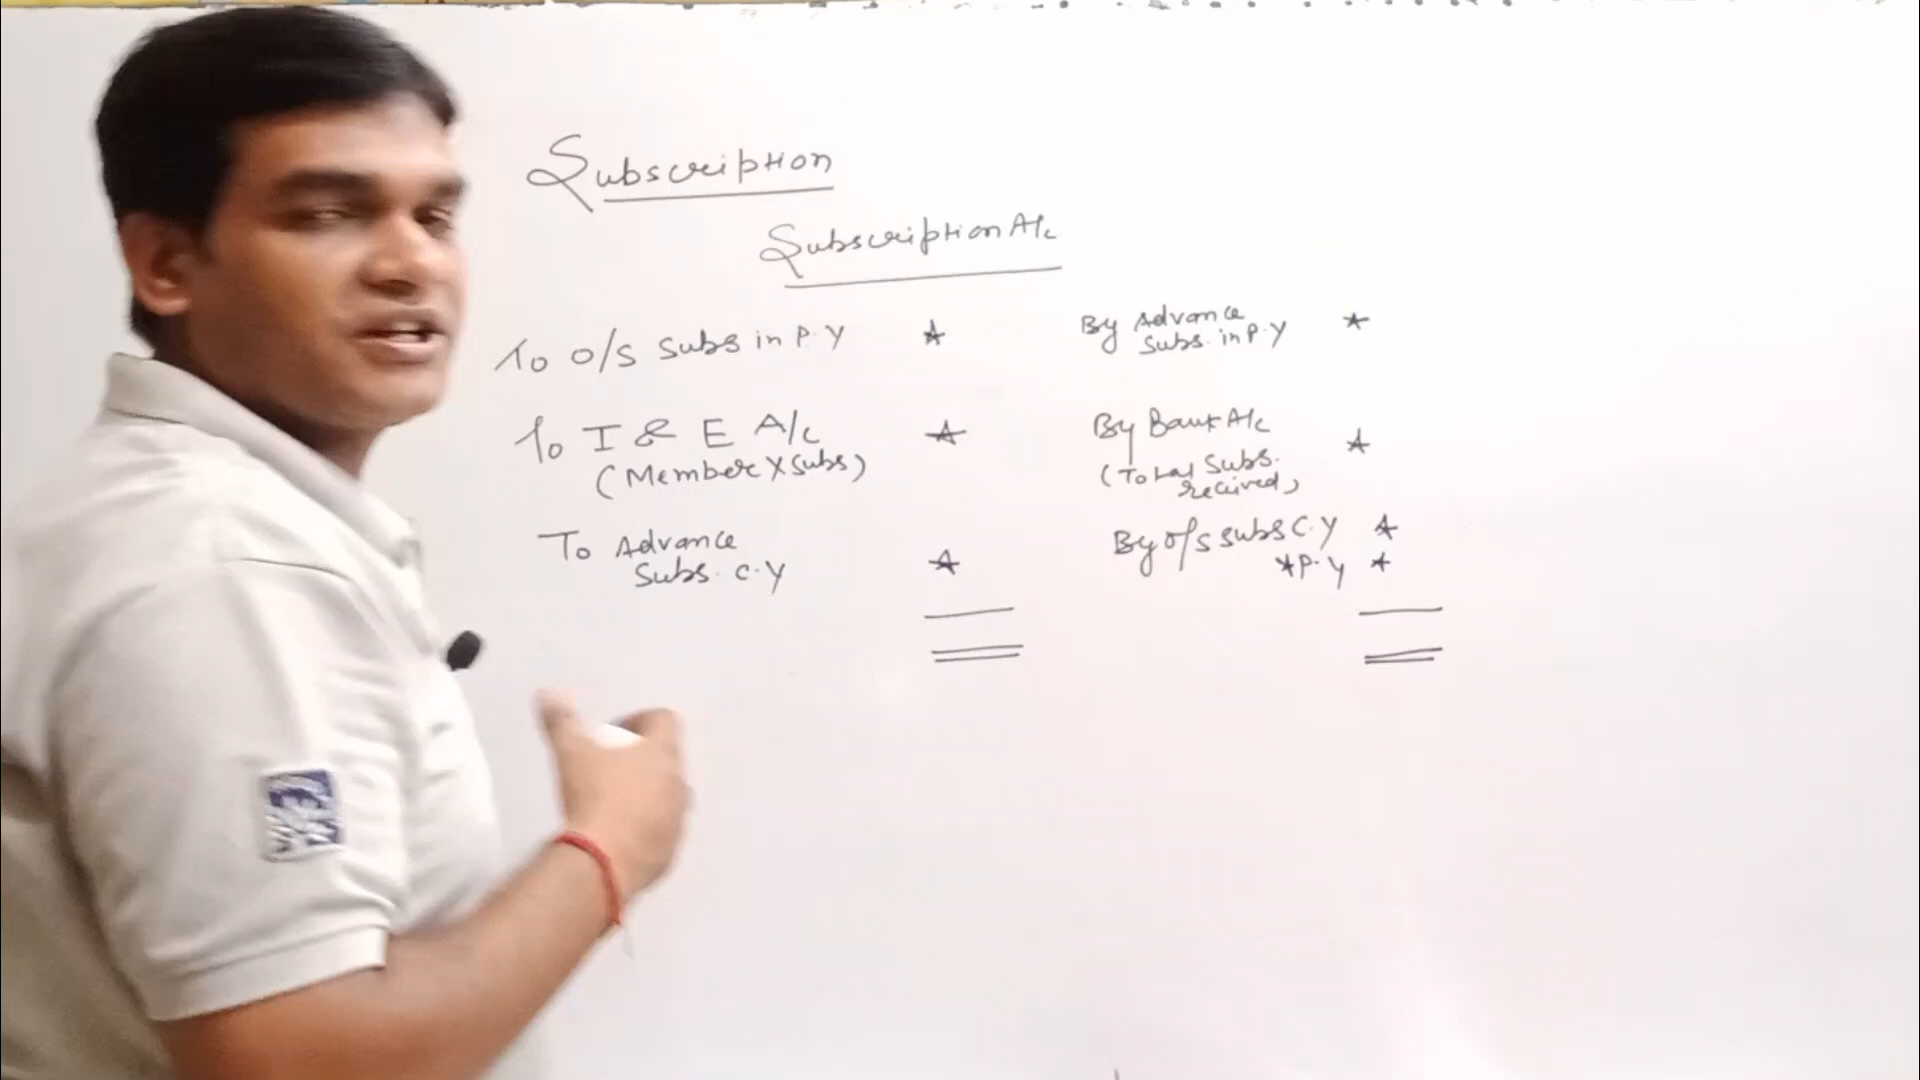 Subscription
Subscription A/c
To O/S Subs in P.Y
By Advance
Subs. in P.Y
To I & E A/c
(Member X Subs)
By Bank A/c
(Total Subs.
recived)
To Advance
Subs. C.Y
By O/S Subs C.Y
*P.Y